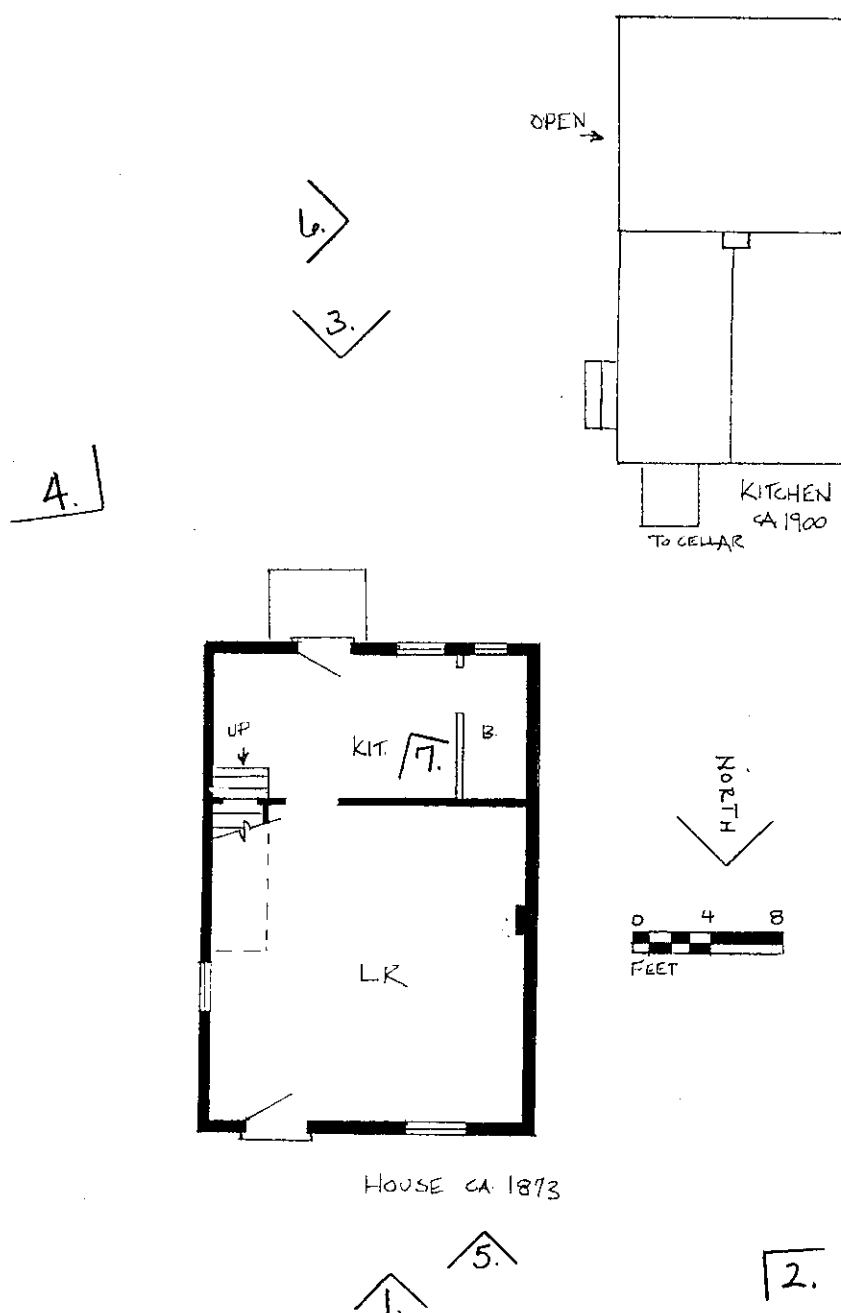 OPEN
6.
3.
4.
KITCHEN
CA 1900
TO CELLAR
UP
KIT.
7.
B.
NORTH
0 4 8
FEET
L.R
HOUSE CA. 1873
5.
2.
1.